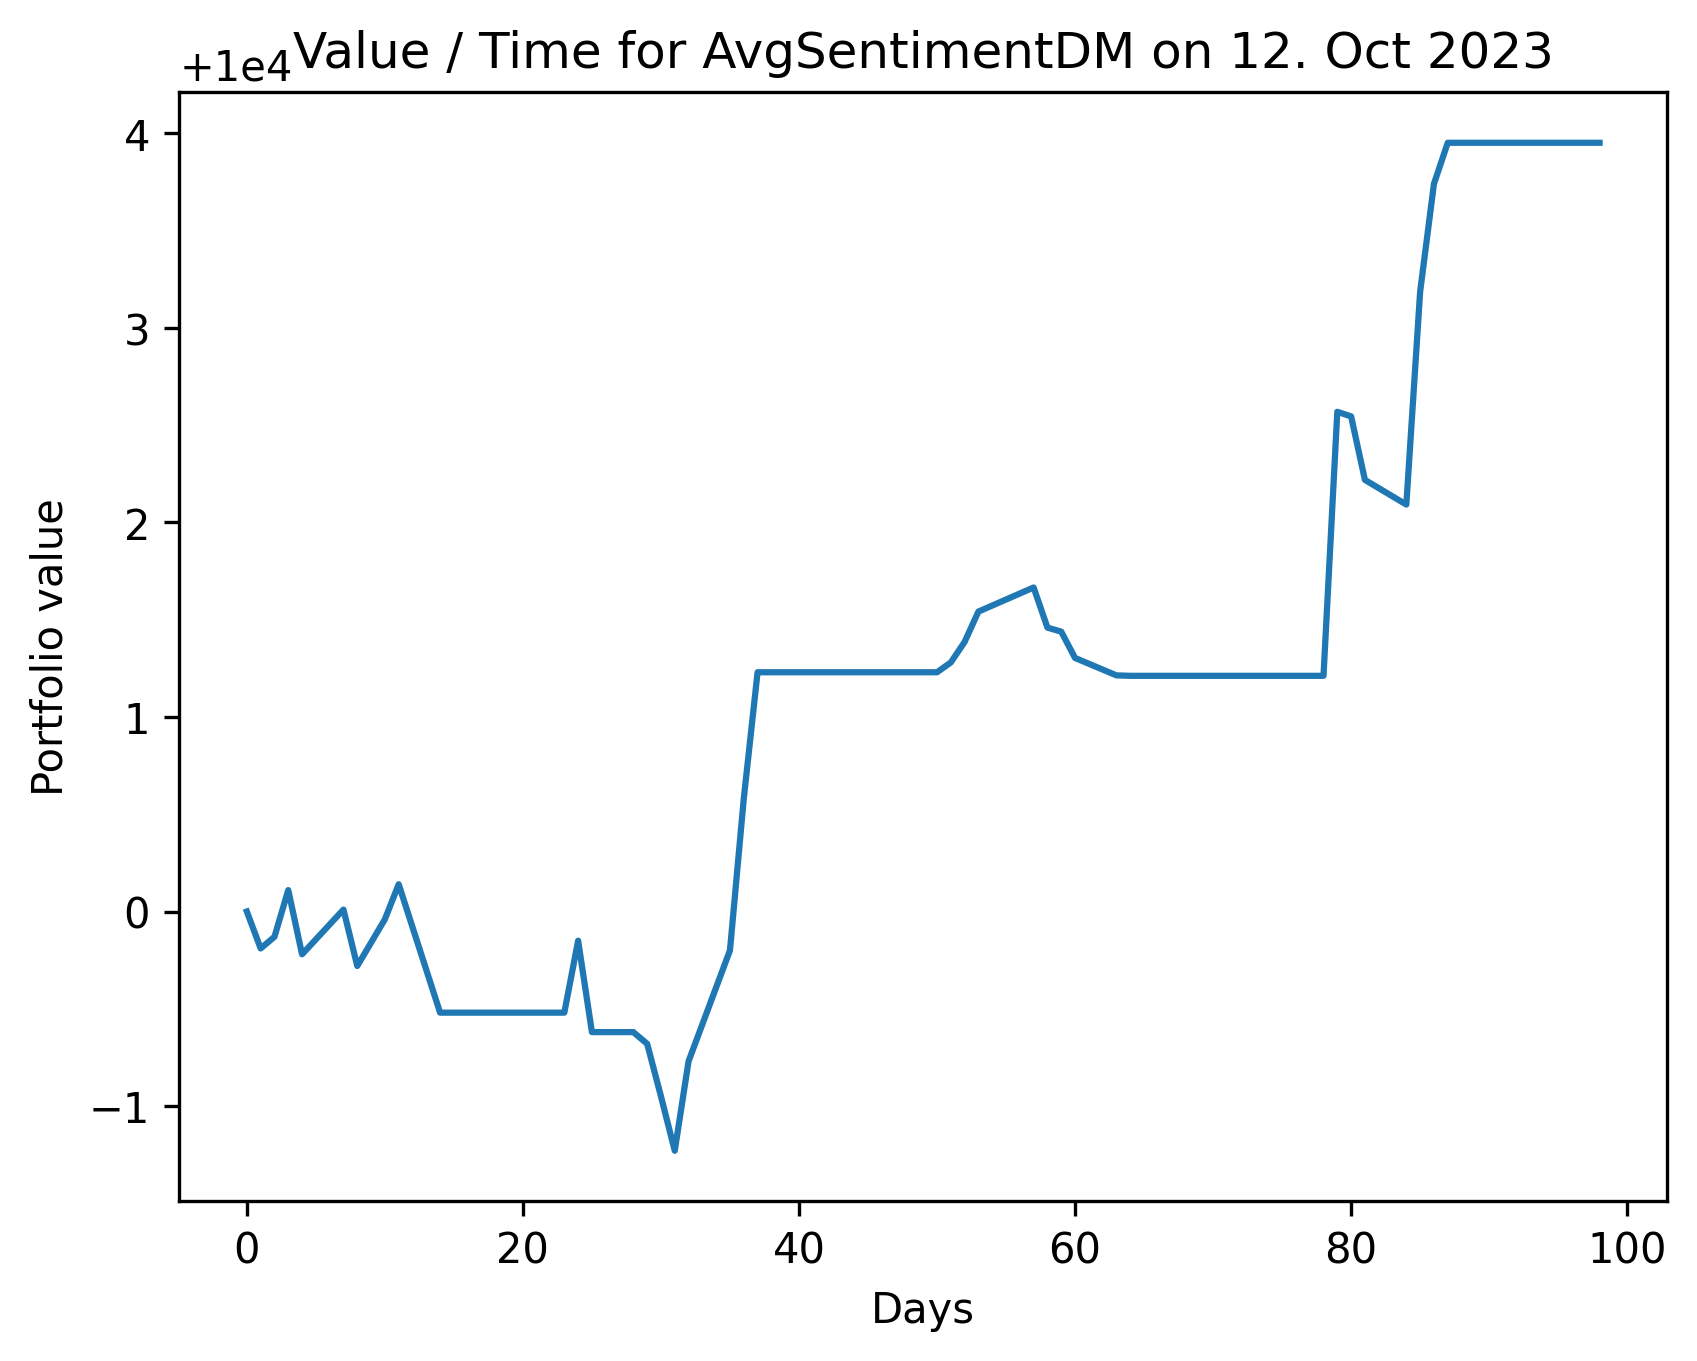 Value / Time for AvgSentimentDM on 12. Oct 2023
+1e4
4
3
2
1
0
−1
Portfolio value
0 20 40 60 80 100
Days